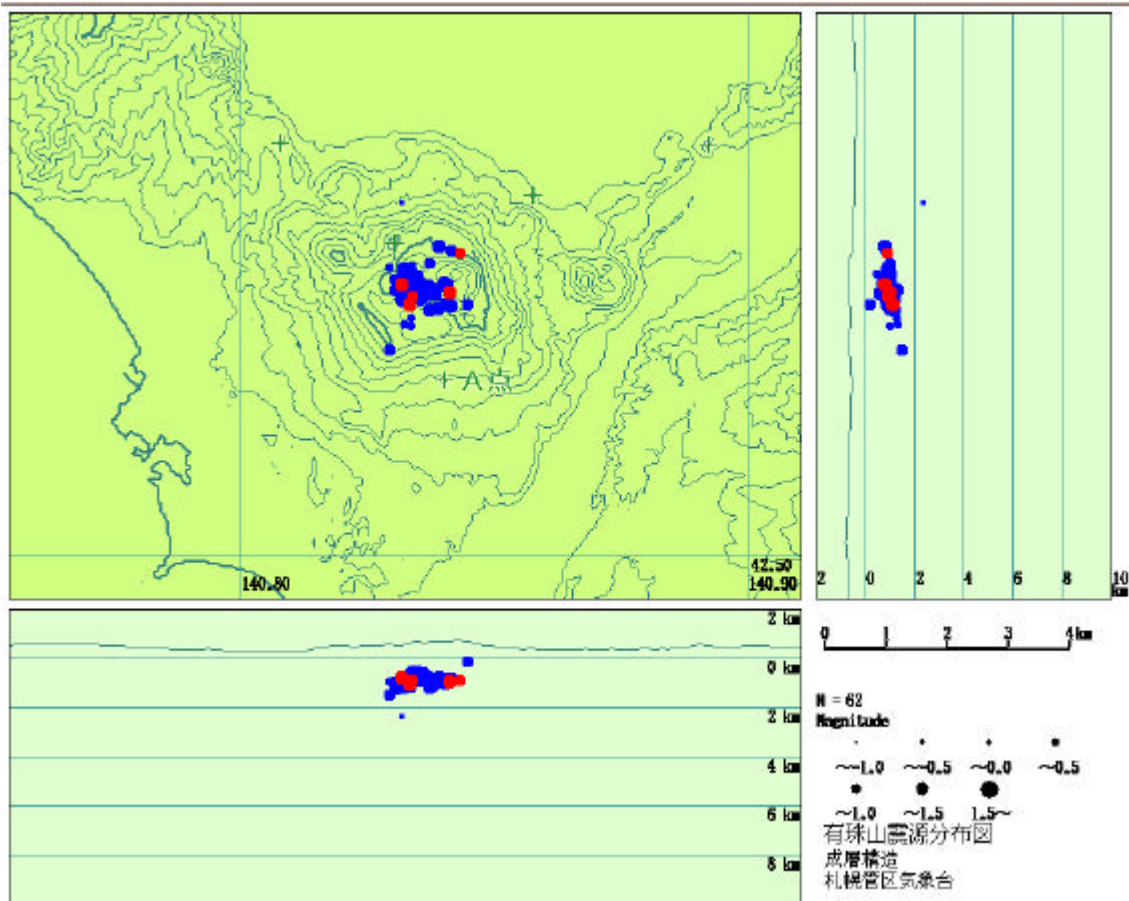 A点
42.50
140.80
140.90
2 0 2 4 6 8 10
km
2 km
0 km
2 km
4 km
6 km
8 km
0 1 2 3 4km
N = 62
Magnitude
～-1.0 ～-0.5 ～0.0 ～0.5
～1.0 ～1.5 1.5～
有珠山震源分布図
成層構造
札幌管区気象台